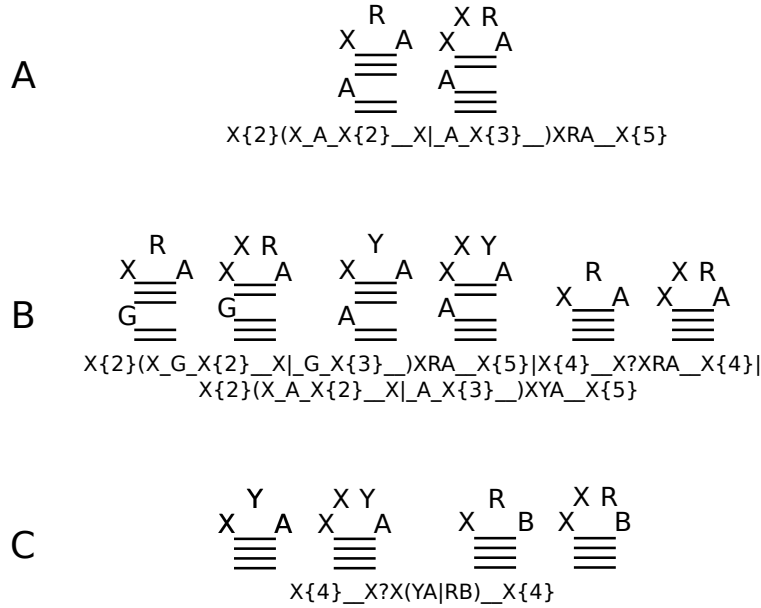 R X R
X A X A
A
A A
X{2}(X_A_X{2}__X|_A_X{3}__)XRA__X{5}
R X R Y X Y
R X R
X A X A X A X A
X A X A
B
G G A A
X{2}(X_G_X{2}__X|_G_X{3}__)XRA__X{5}|X{4}__X?XRA__X{4}|
X{2}(X_A_X{2}__X|_A_X{3}__)XYA__X{5}
Y X Y R X R
X A X A X B X B
C
X{4}__X?X(YA|RB)__X{4}